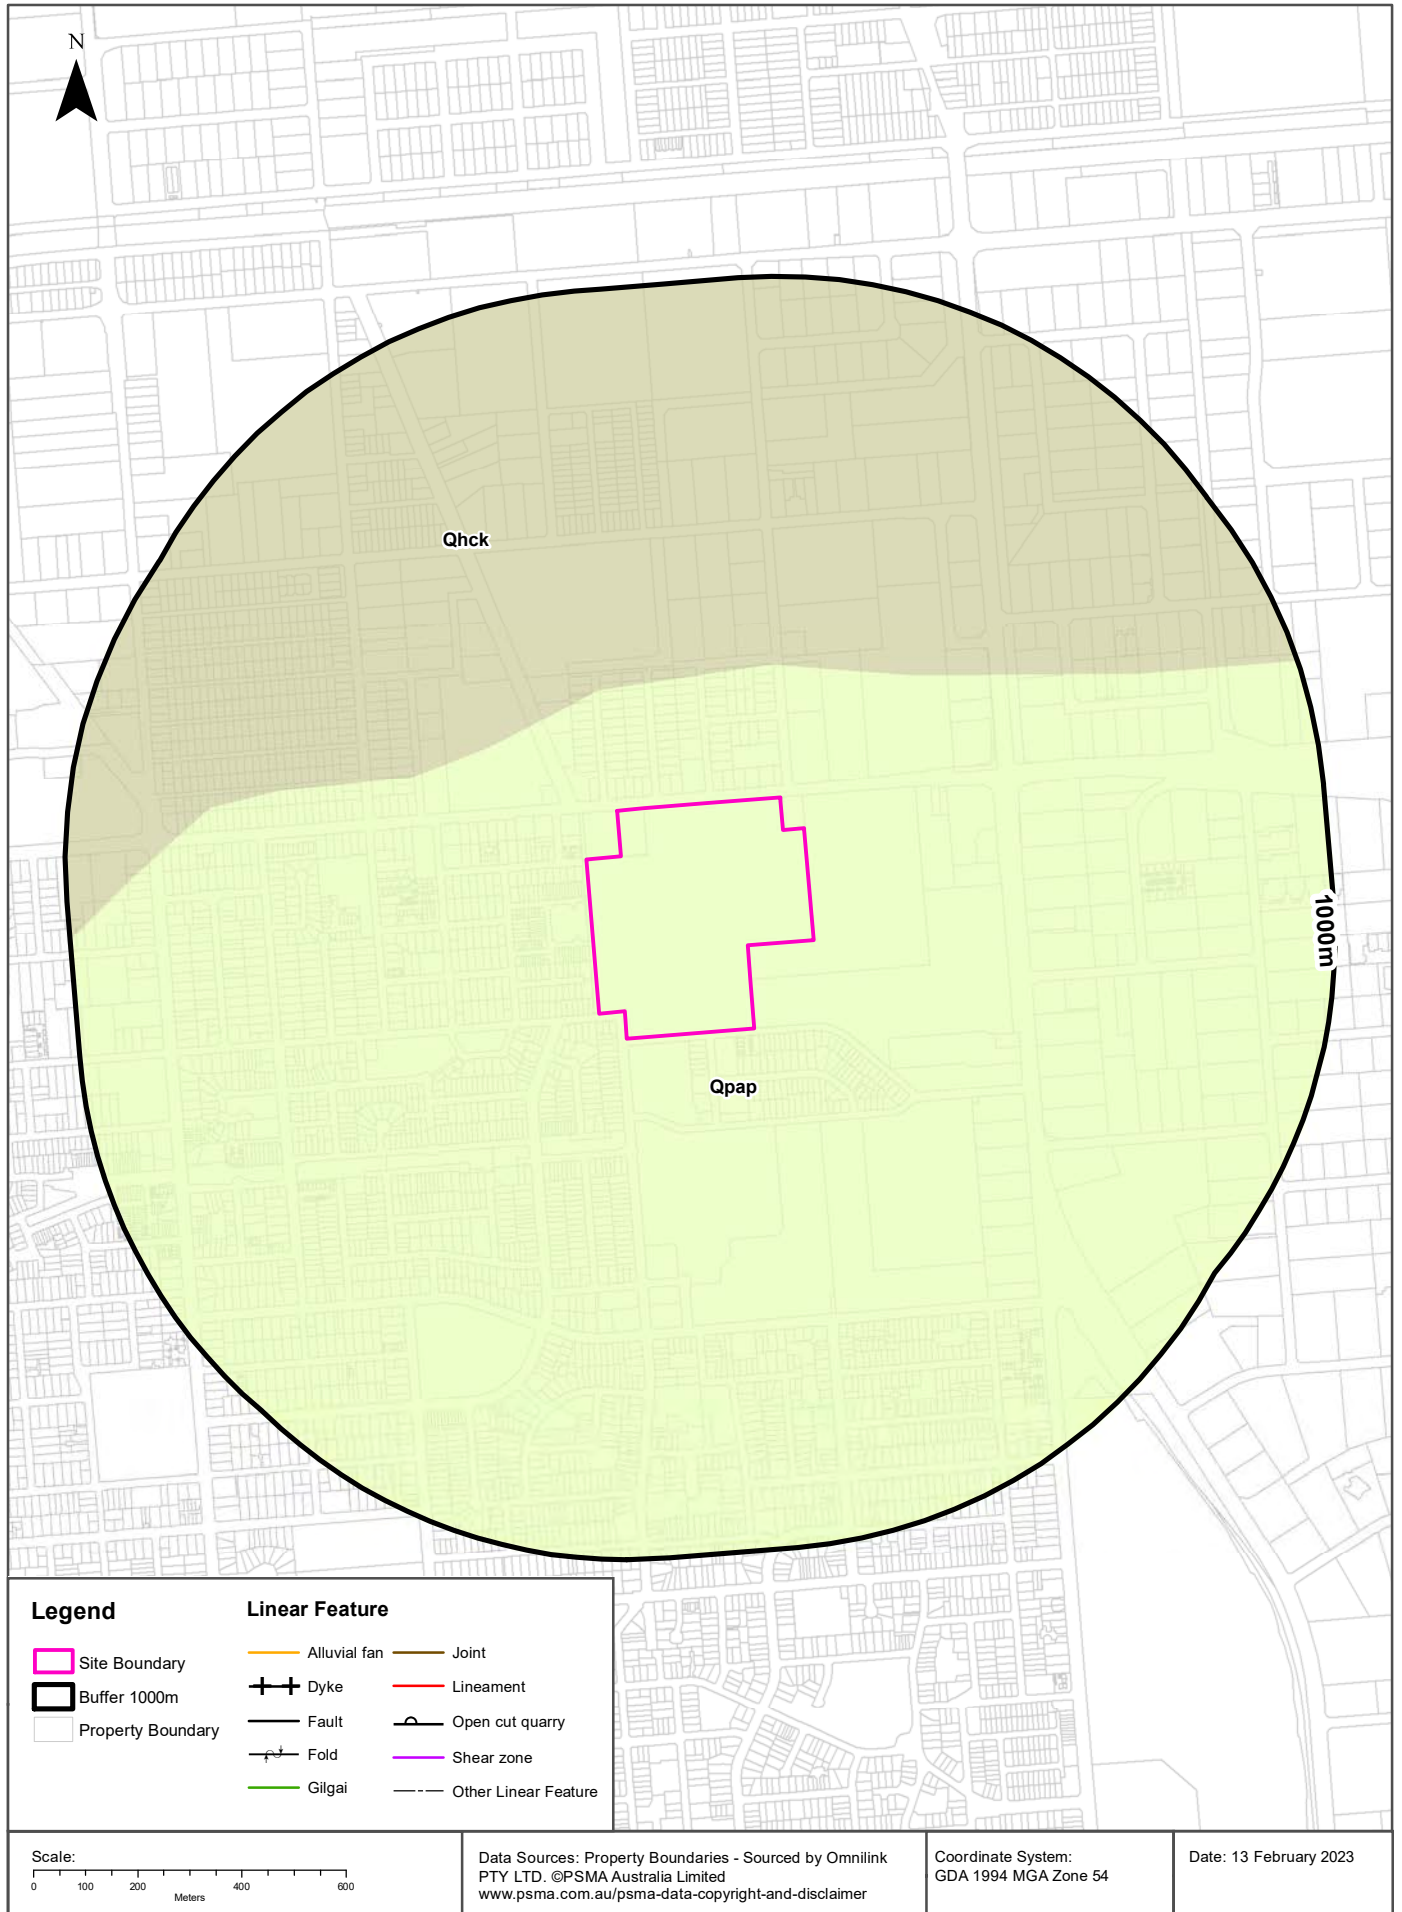 N
Qhck
1000m
Qpap
Legend
Site Boundary
Buffer 1000m
Property Boundary
Linear Feature
Alluvial fan
Dyke
Fault
Fold
Gilgai
Joint
Lineament
Open cut quarry
Shear zone
Other Linear Feature
Scale:
0 100 200 400 600
Meters
Data Sources: Property Boundaries - Sourced by Omnilink
PTY LTD. ©PSMA Australia Limited
www.psma.com.au/psma-data-copyright-and-disclaimer
Coordinate System:
GDA 1994 MGA Zone 54
Date: 13 February 2023